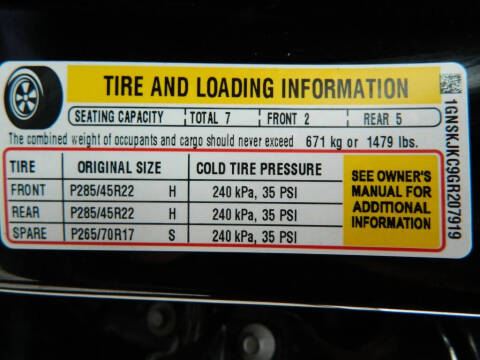 TIRE AND LOADING INFORMATION
SEATING CAPACITY TOTAL 7 FRONT 2 REAR 5
The combined weight of occupants and cargo should never exceed 671 kg or 1479 lbs.
TIRE ORIGINAL SIZE COLD TIRE PRESSURE
FRONT P285/45R22 H 240 kPa, 35 PSI
REAR P285/45R22 H 240 kPa, 35 PSI
SPARE P265/70R17 S 240 kPa, 35 PSI
SEE OWNER'S
MANUAL FOR
ADDITIONAL
INFORMATION
1GNSKJKC9GR207919